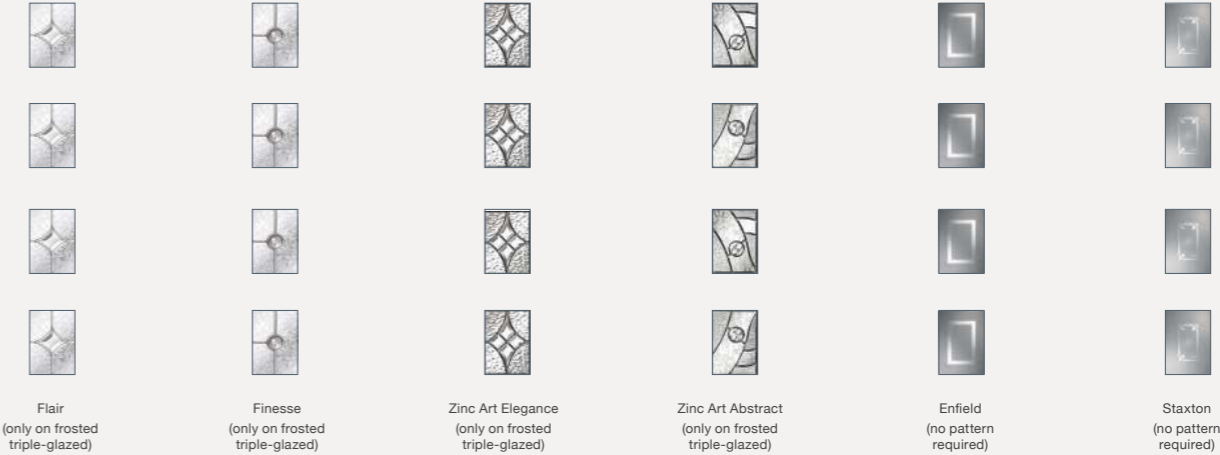 Flair
(only on frosted
triple-glazed)
Finesse
(only on frosted
triple-glazed)
Zinc Art Elegance
(only on frosted
triple-glazed)
Zinc Art Abstract
(only on frosted
triple-glazed)
Enfield
(no pattern
required)
Staxton
(no pattern
required)